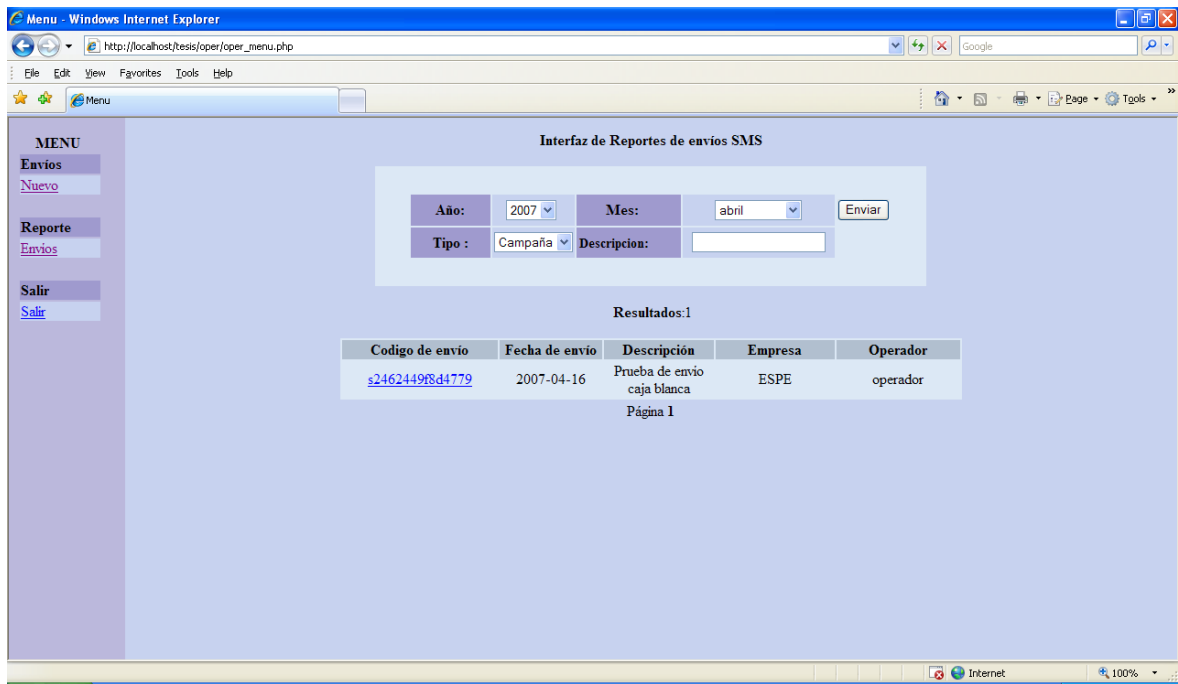 Menu - Windows Internet Explorer
http://localhost/tesis/oper/oper_menu.php
Google
File Edit View Favorites Tools Help
Menu
Page Tools »
MENU
Envíos
Nuevo
Reporte
Envios
Salir
Salir
Interfaz de Reportes de envíos SMS
Año: 2007 Mes: abril Enviar
Tipo : Campaña Descripcion:
Resultados:1
Codigo de envío Fecha de envío Descripción Empresa Operador
s2462449f8d4779 2007-04-16 Prueba de envio caja blanca ESPE operador
Página 1
Internet 100%